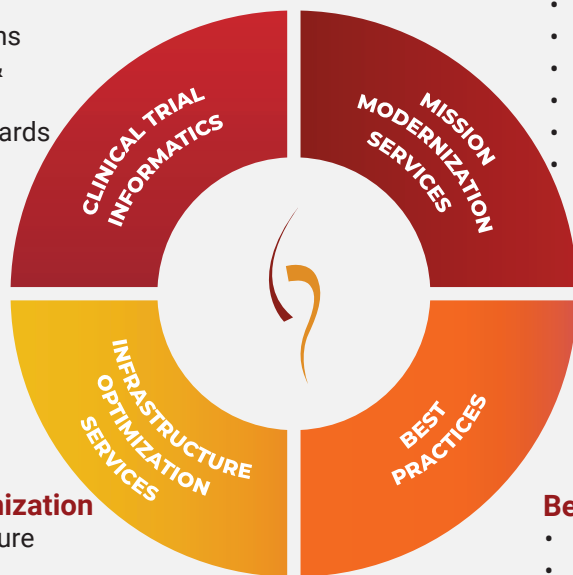 ns
&
ards
CLINICAL TRIAL
INFORMATICS
MISSION
MODERNIZATION
SERVICES
INFRASTRUCTURE
OPTIMIZATION
SERVICES
BEST
PRACTICES
nization
ure
Be